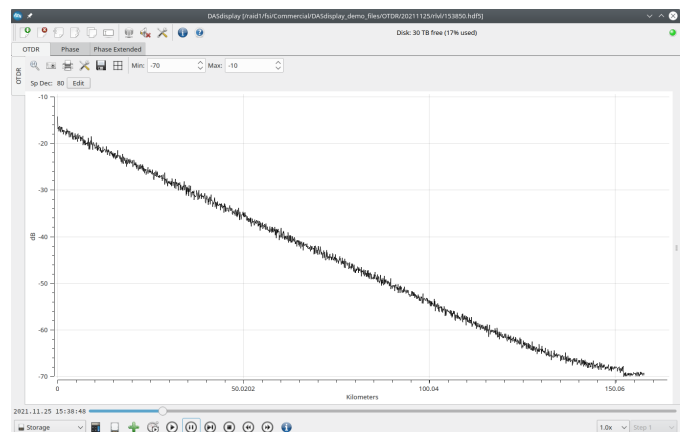 DASdisplay [/raid1/fsi/Commercial/DASdisplay_demo_files/OTDR/20211125/rlvl/153850.hdf5]
Disk: 30 TB free (17% used)
OTDR Phase Phase Extended
OTDR
Min: -70 Max: -10
Sp Dec: 80 Edit
-10
-20
-30
-40
-50
-60
-70
dB
0 50.0202 100.04 150.06
Kilometers
2021.11.25 15:38:48
Storage 1.0x Step 1